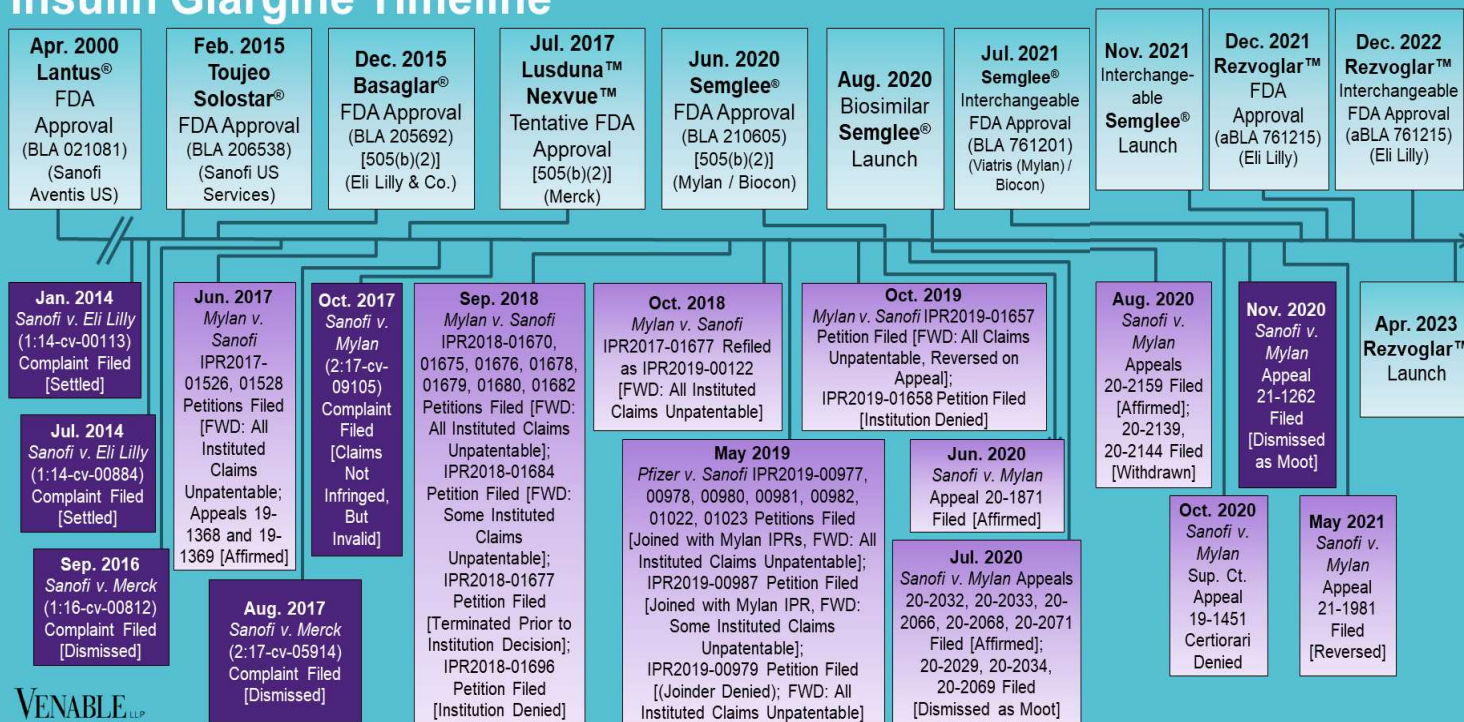 Insulin Glargine Timeline
Apr. 2000
Lantus®
FDA
Approval
(BLA 021081)
(Sanofi
Aventis US)
Feb. 2015
Toujeo
Solostar®
FDA Approval
(BLA 206538)
(Sanofi US
Services)
Dec. 2015
Basaglar®
FDA Approval
(BLA 205692)
[505(b)(2)]
(Eli Lilly & Co.)
Jul. 2017
Lusduna™
Nexvue™
Tentative FDA
Approval
[505(b)(2)]
(Merck)
Jun. 2020
Semglee®
FDA Approval
(BLA 210605)
[505(b)(2)]
(Mylan / Biocon)
Aug. 2020
Biosimilar
Semglee®
Launch
Jul. 2021
Semglee®
Interchangeable
FDA Approval
(BLA 761201)
(Viatris (Mylan) /
Biocon)
Nov. 2021
Interchange-
able
Semglee®
Launch
Dec. 2021
Rezvoglar™
FDA
Approval
(aBLA 761215)
(Eli Lilly)
Dec. 2022
Rezvoglar™
Interchangeable
FDA Approval
(aBLA 761215)
(Eli Lilly)
Jan. 2014
Sanofi v. Eli Lilly
(1:14-cv-00113)
Complaint Filed
[Settled]
Jul. 2014
Sanofi v. Eli Lilly
(1:14-cv-00884)
Complaint Filed
[Settled]
Sep. 2016
Sanofi v. Merck
(1:16-cv-00812)
Complaint Filed
[Dismissed]
Jun. 2017
Mylan v.
Sanofi
IPR2017-
01526, 01528
Petitions Filed
[FWD: All
Instituted
Claims
Unpatentable;
Appeals 19-
1368 and 19-
1369 [Affirmed]
Aug. 2017
Sanofi v. Merck
(2:17-cv-05914)
Complaint Filed
[Dismissed]
Oct. 2017
Sanofi v.
Mylan
(2:17-cv-
09105)
Complaint
Filed
[Claims
Not
Infringed,
But
Invalid]
Sep. 2018
Mylan v. Sanofi
IPR2018-01670,
01675, 01676, 01678,
01679, 01680, 01682
Petitions Filed [FWD:
All Instituted Claims
Unpatentable];
IPR2018-01684
Petition Filed [FWD:
Some Instituted
Claims
Unpatentable];
IPR2018-01677
Petition Filed
[Terminated Prior to
Institution Decision];
IPR2018-01696
Petition Filed
[Institution Denied]
Oct. 2018
Mylan v. Sanofi
IPR2017-01677 Refiled
as IPR2019-00122
[FWD: All Instituted
Claims Unpatentable]
May 2019
Pfizer v. Sanofi IPR2019-00977,
00978, 00980, 00981, 00982,
01022, 01023 Petitions Filed
[Joined with Mylan IPRs, FWD: All
Instituted Claims Unpatentable];
IPR2019-00987 Petition Filed
[Joined with Mylan IPR, FWD:
Some Instituted Claims
Unpatentable];
IPR2019-00979 Petition Filed
[(Joinder Denied); FWD: All
Instituted Claims Unpatentable]
Oct. 2019
Mylan v. Sanofi IPR2019-01657
Petition Filed [FWD: All Claims
Unpatentable, Reversed on
Appeal];
IPR2019-01658 Petition Filed
[Institution Denied]
Jun. 2020
Sanofi v. Mylan
Appeal 20-1871
Filed [Affirmed]
Jul. 2020
Sanofi v. Mylan Appeals
20-2032, 20-2033, 20-
2066, 20-2068, 20-2071
Filed [Affirmed];
20-2029, 20-2034,
20-2069 Filed
[Dismissed as Moot]
Aug. 2020
Sanofi v.
Mylan
Appeals
20-2159 Filed
[Affirmed];
20-2139,
20-2144 Filed
[Withdrawn]
Oct. 2020
Sanofi v.
Mylan
Sup. Ct.
Appeal
19-1451
Certiorari
Denied
Nov. 2020
Sanofi v.
Mylan
Appeal
21-1262
Filed
[Dismissed
as Moot]
May 2021
Sanofi v.
Mylan
Appeal
21-1981
Filed
[Reversed]
Apr. 2023
Rezvoglar™
Launch
VENABLE LLP